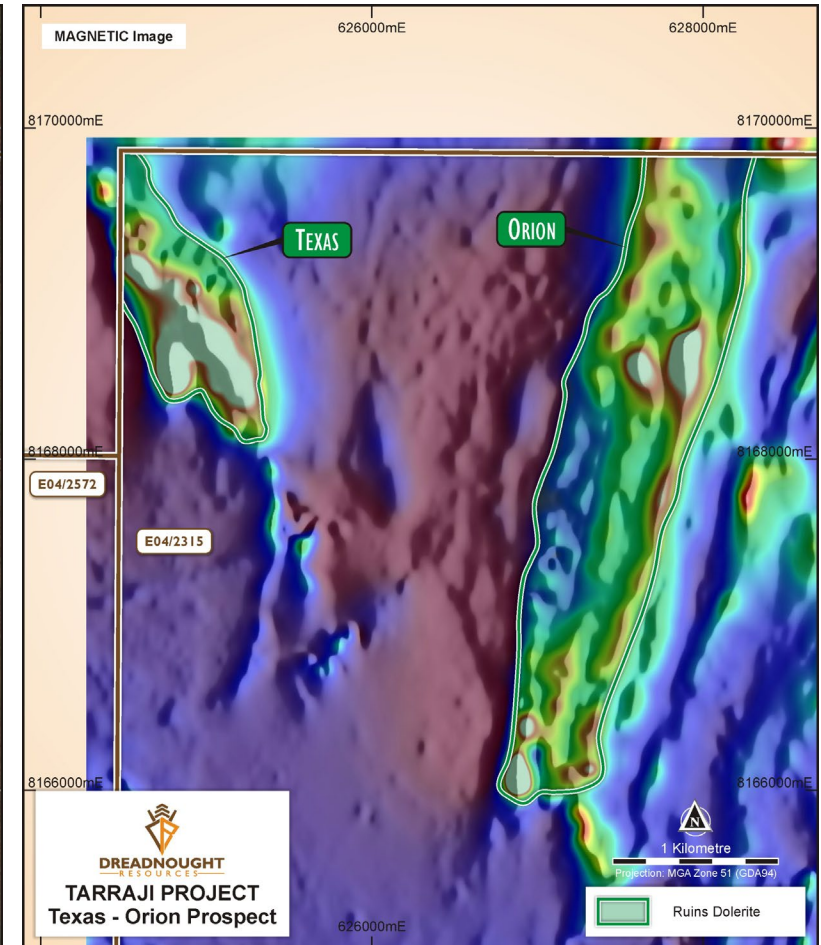 MAGNETIC Image
626000mE
628000mE
8170000mE
8170000mE
TEXAS
ORION
8168000mE
8168000mE
E04/2572
E04/2315
8166000mE
8166000mE
DREADNOUGHT
RESOURCES
TARRAJI PROJECT
Texas - Orion Prospect
626000mE
N
1 Kilometre
Projection: MGA Zone 51 (GDA94)
Ruins Dolerite